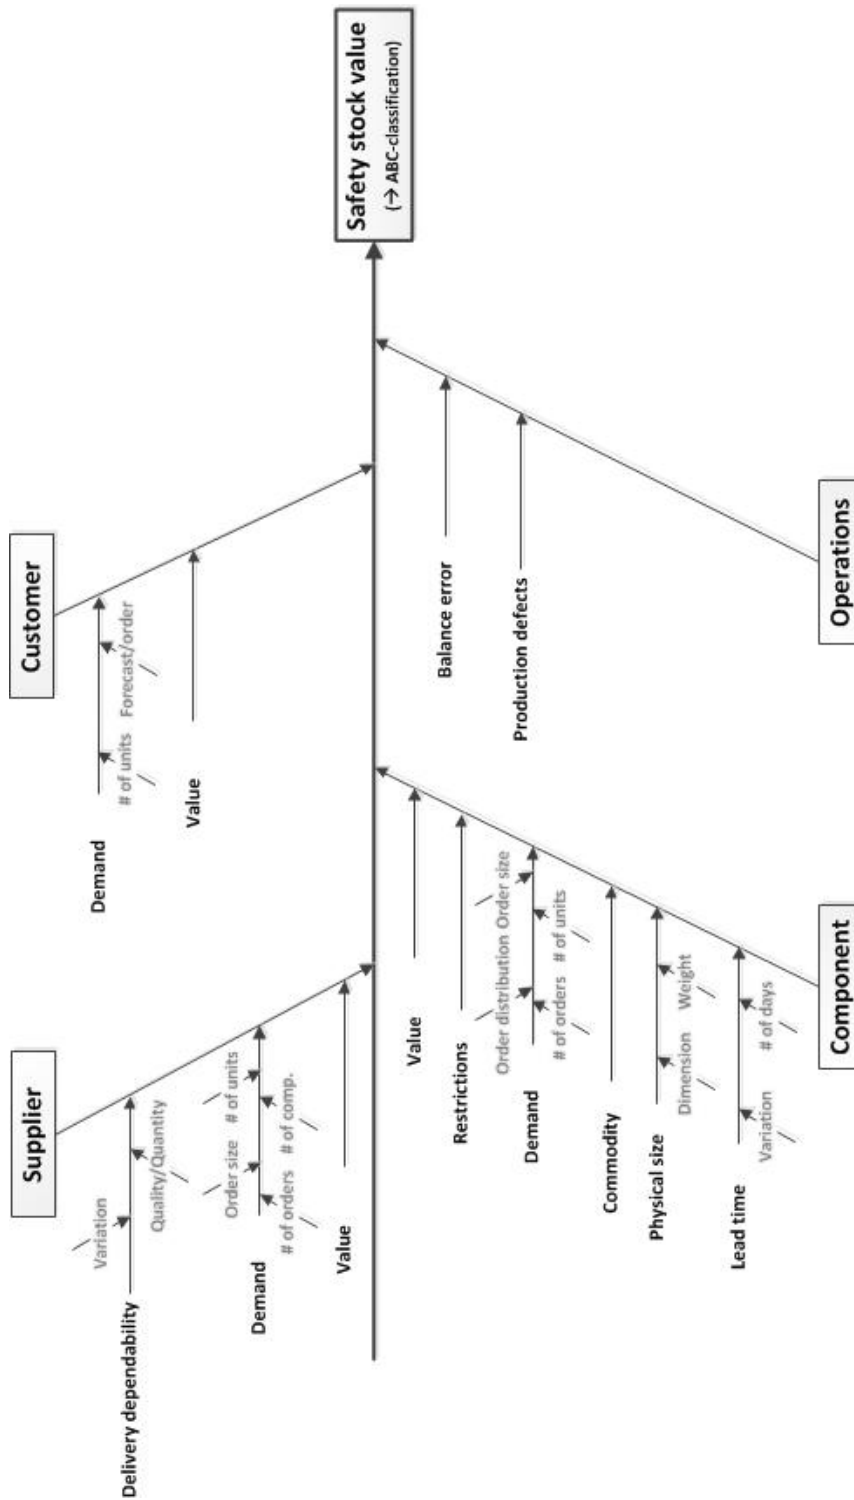 Supplier
Variation
Delivery dependability
Quality/Quantity
Order size # of units
Demand
# of orders # of comp.
Value
Customer
Demand
# of units Forecast/order
Value
Safety stock value
(→ ABC-classification)
Value
Restrictions
Order distribution Order size
Demand
# of orders # of units
Commodity
Physical size
Dimension Weight
Lead time
Variation # of days
Component
Balance error
Production defects
Operations